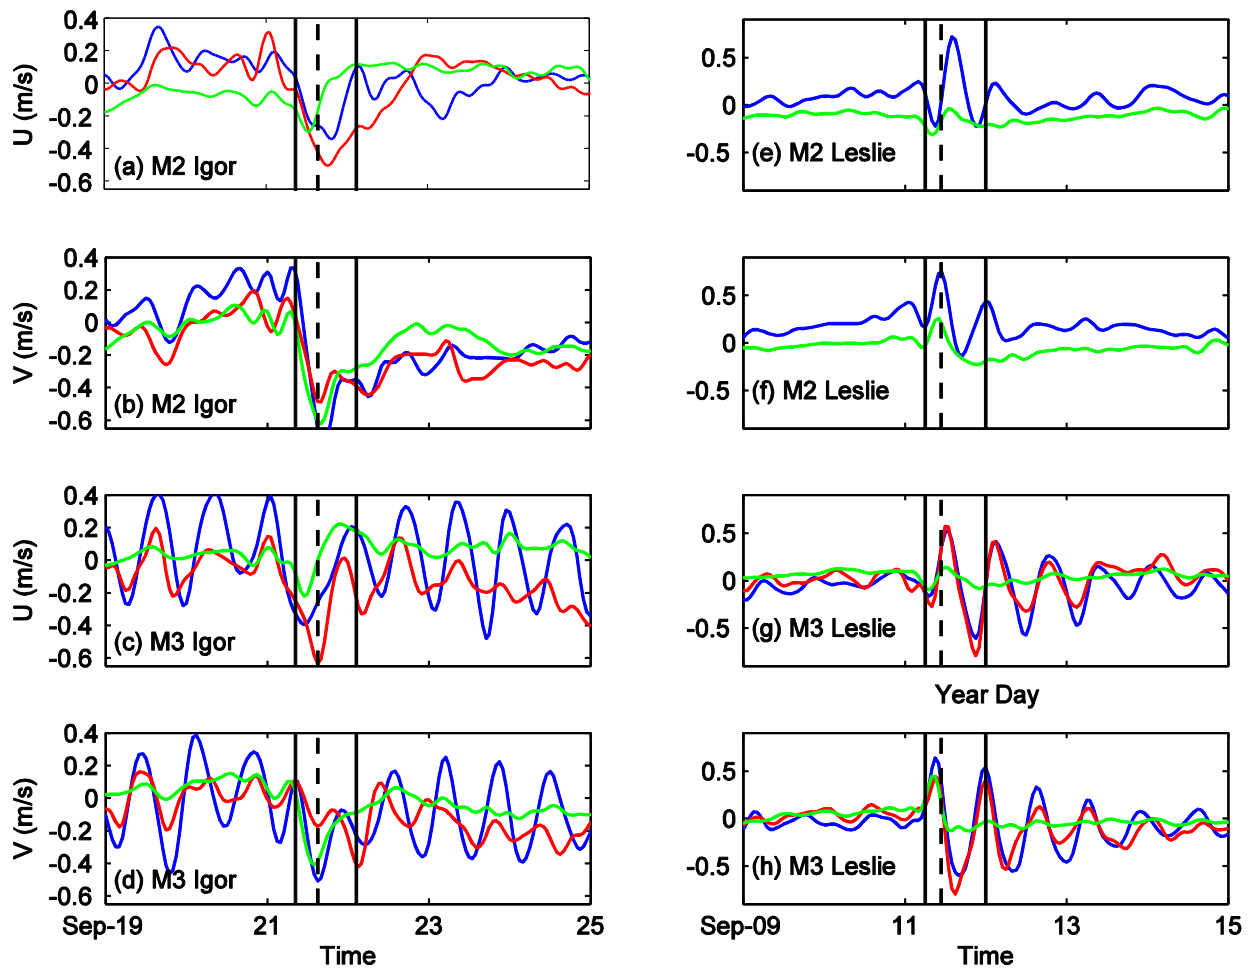 0.4
0.2
0
-0.2
-0.4
-0.6
U (m/s)
(a) M2 Igor
0.5
0
-0.5
(e) M2 Leslie
0.4
0.2
0
-0.2
-0.4
-0.6
V (m/s)
(b) M2 Igor
0.5
0
-0.5
(f) M2 Leslie
0.4
0.2
0
-0.2
-0.4
-0.6
U (m/s)
(c) M3 Igor
0.5
0
-0.5
(g) M3 Leslie
Year Day
0.4
0.2
0
-0.2
-0.4
-0.6
V (m/s)
(d) M3 Igor
Sep-19 21 23 25
Time
0.5
0
-0.5
(h) M3 Leslie
Sep-09 11 13 15
Time